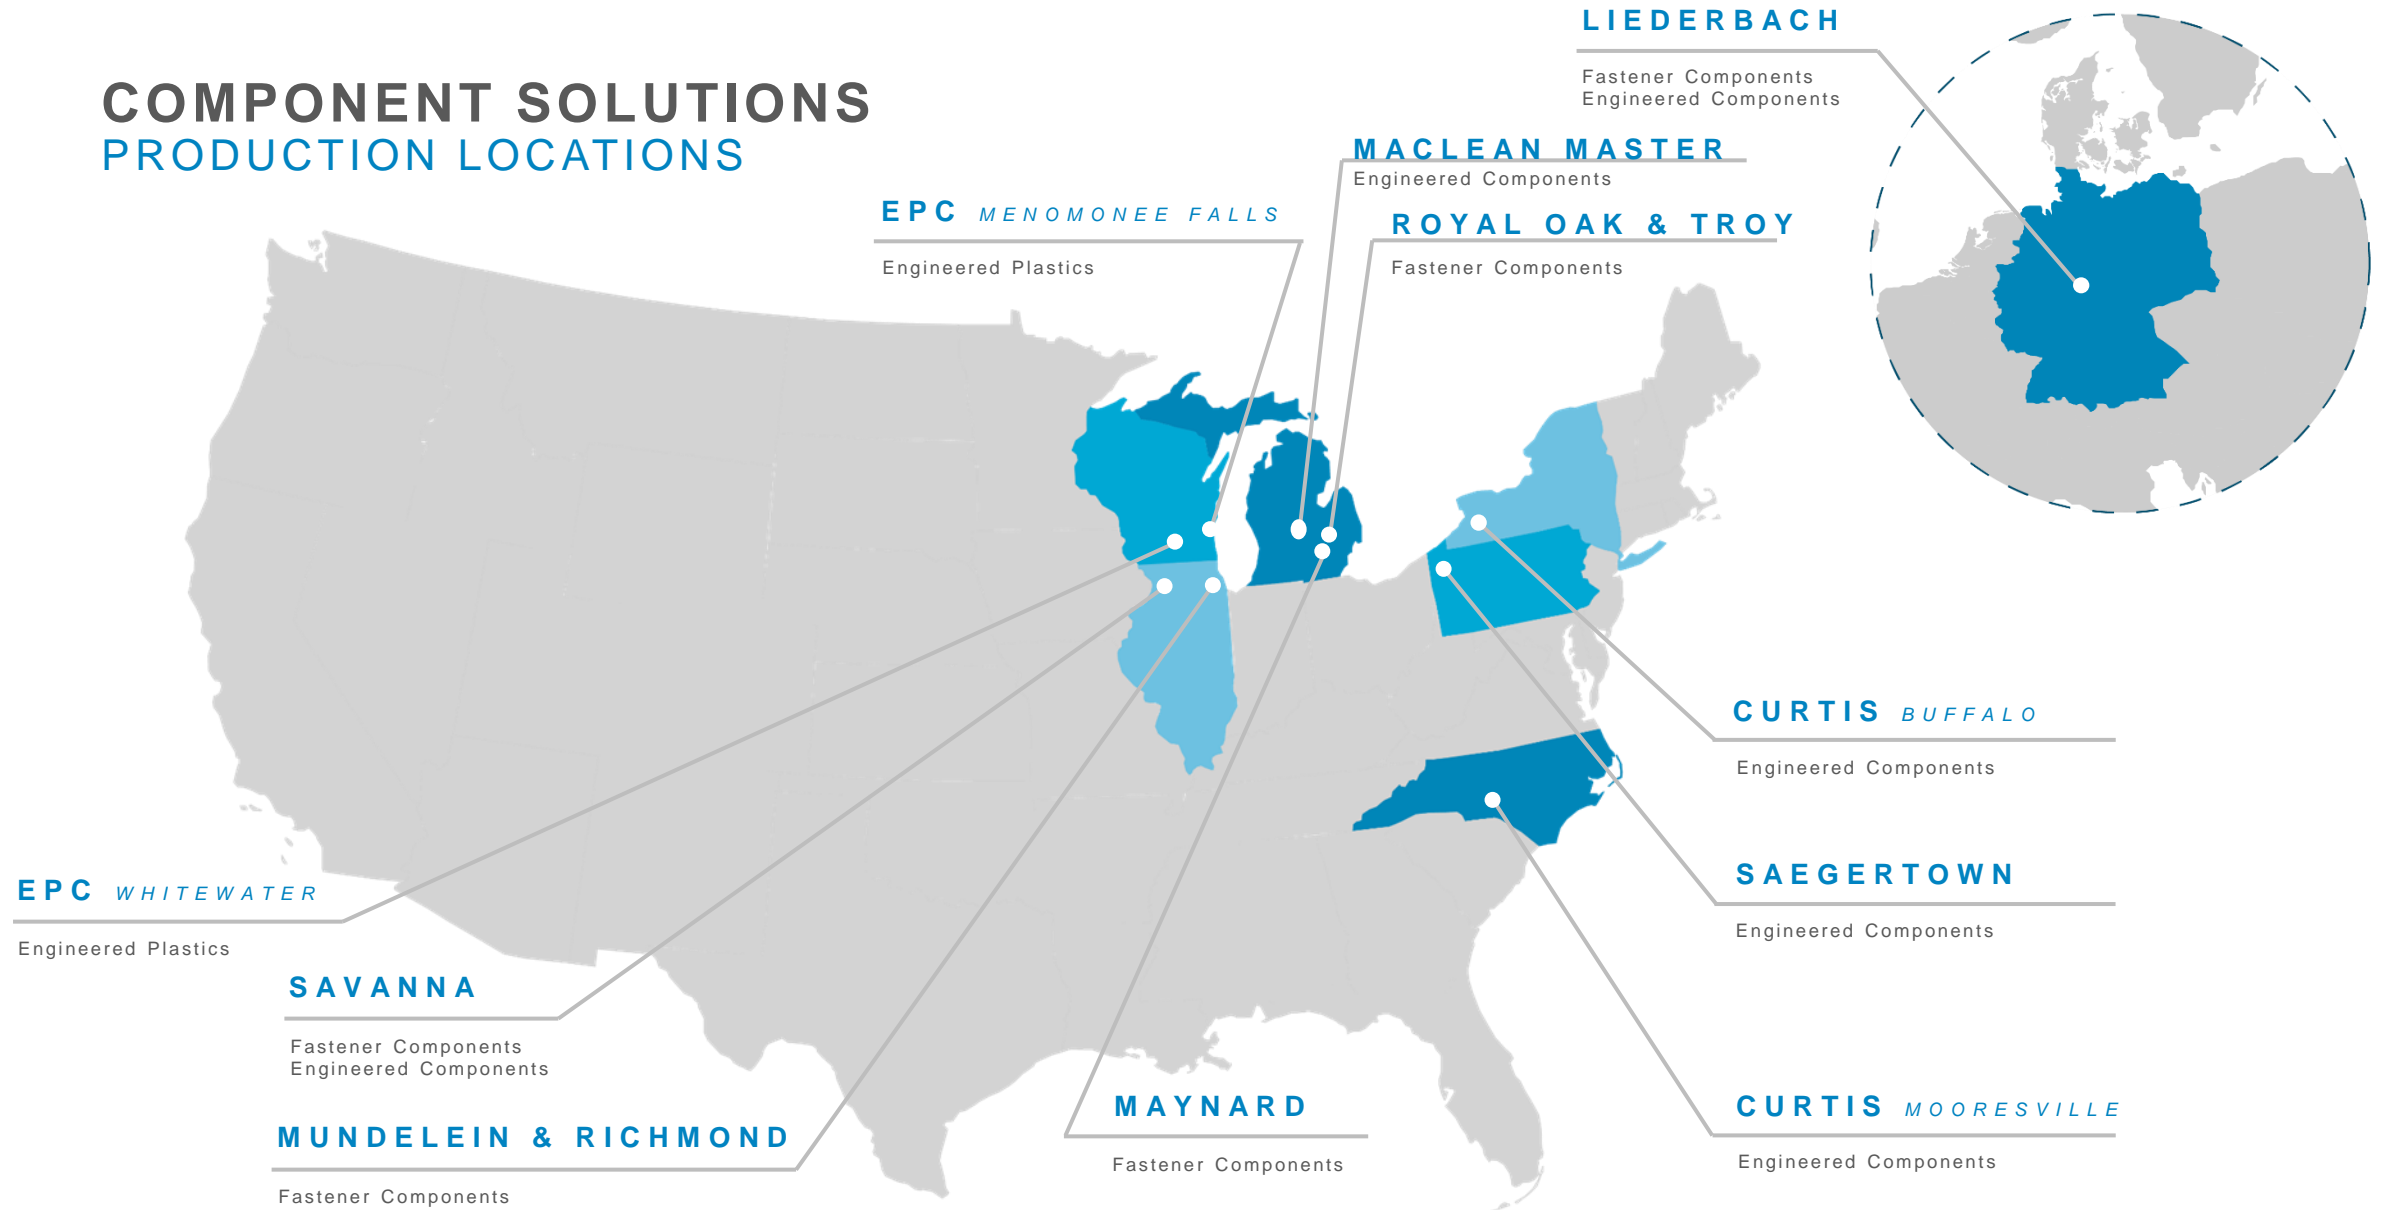 COMPONENT SOLUTIONS
PRODUCTION LOCATIONS
LIEDERBACH
Fastener Components
Engineered Components
MACLEAN MASTER
Engineered Components
EPC MENOMONEE FALLS
Engineered Plastics
ROYAL OAK & TROY
Fastener Components
CURTIS BUFFALO
Engineered Components
SAEGERTOWN
Engineered Components
EPC WHITEWATER
Engineered Plastics
SAVANNA
Fastener Components
Engineered Components
MUNDELEIN & RICHMOND
Fastener Components
MAYNARD
Fastener Components
CURTIS MOORESVILLE
Engineered Components